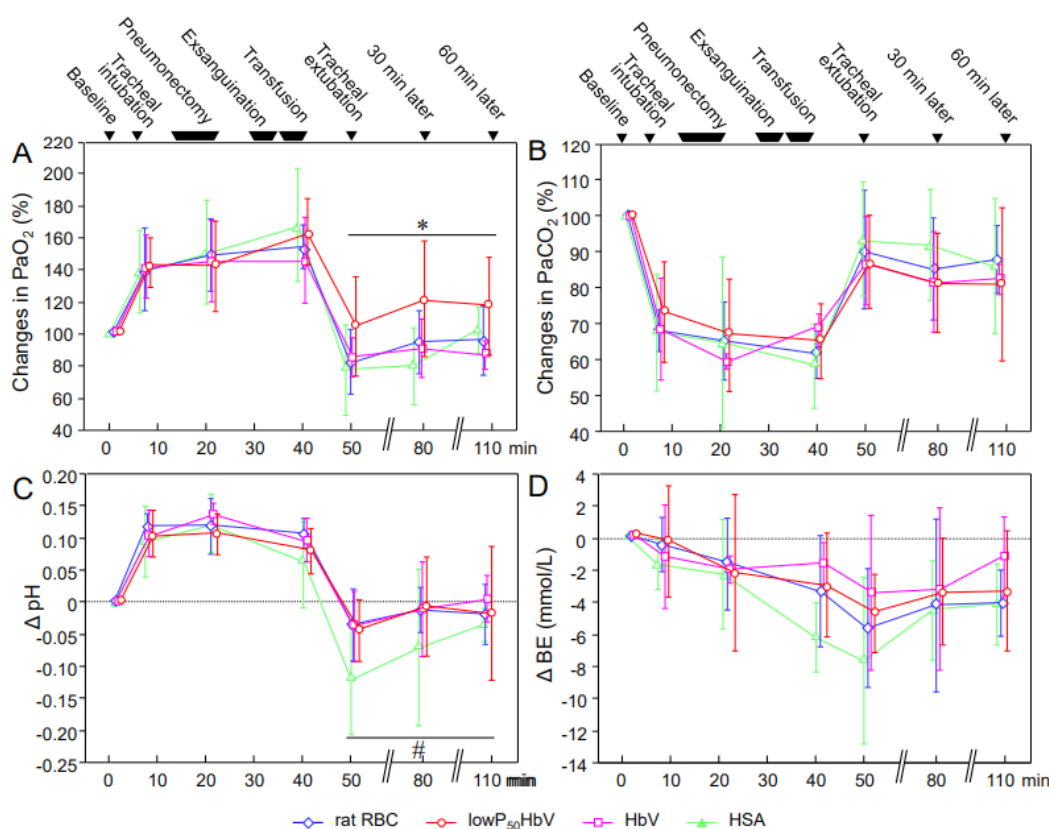 Baseline
Tracheal
intubation
Pneumonectomy
Exsanguination
Transfusion
Tracheal
extubation
30 min later
60 min later
Baseline
Tracheal
intubation
Pneumonectomy
Exsanguination
Transfusion
Tracheal
extubation
30 min later
60 min later
A
Changes in PaO2 (%)
220
200
180
160
140
120
100
80
60
40
*
0 10 20 30 40 50 80 110 min
B
Changes in PaCO2 (%)
120
110
100
90
80
70
60
50
40
0 10 20 30 40 50 80 110 min
C
Δ pH
0.20
0.15
0.10
0.05
0
-0.05
-0.10
-0.15
-0.20
-0.25
#
0 10 20 30 40 50 80 110 min
D
Δ BE (mmol/L)
4
2
0
-2
-4
-6
-8
-10
-12
-14
0 10 20 30 40 50 80 110 min
rat RBC lowP50HbV HbV HSA